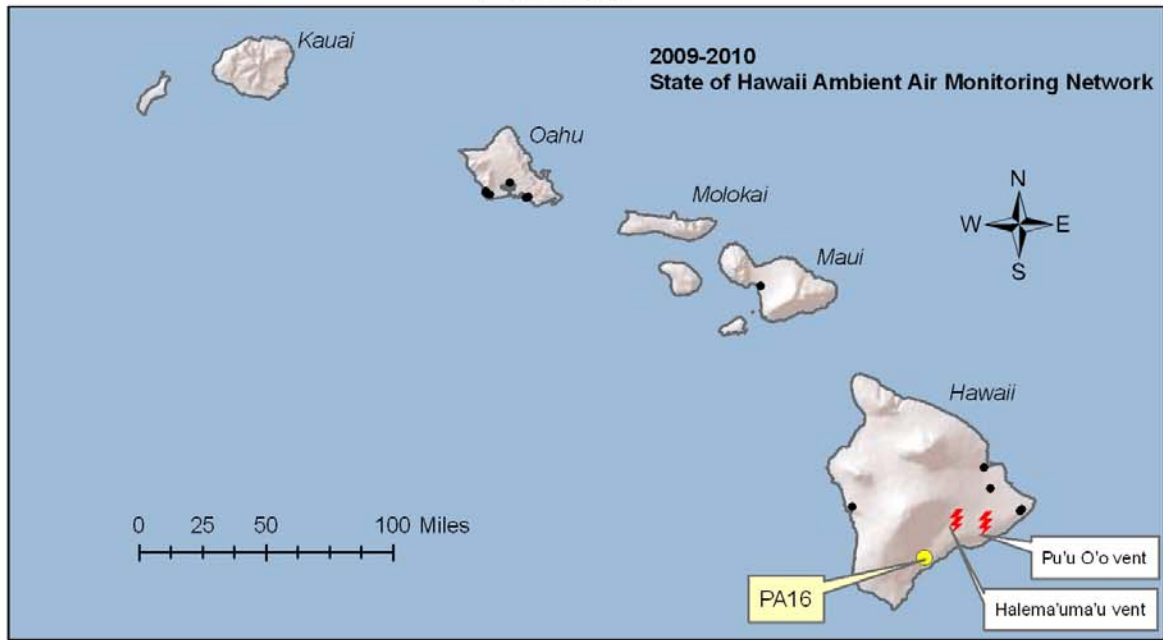 Kauai
2009-2010
State of Hawaii Ambient Air Monitoring Network
Oahu
Molokai
N
W E
S
Maui
Hawaii
0 25 50 100 Miles
Pu'u O'o vent
PA16
Halema'uma'u vent